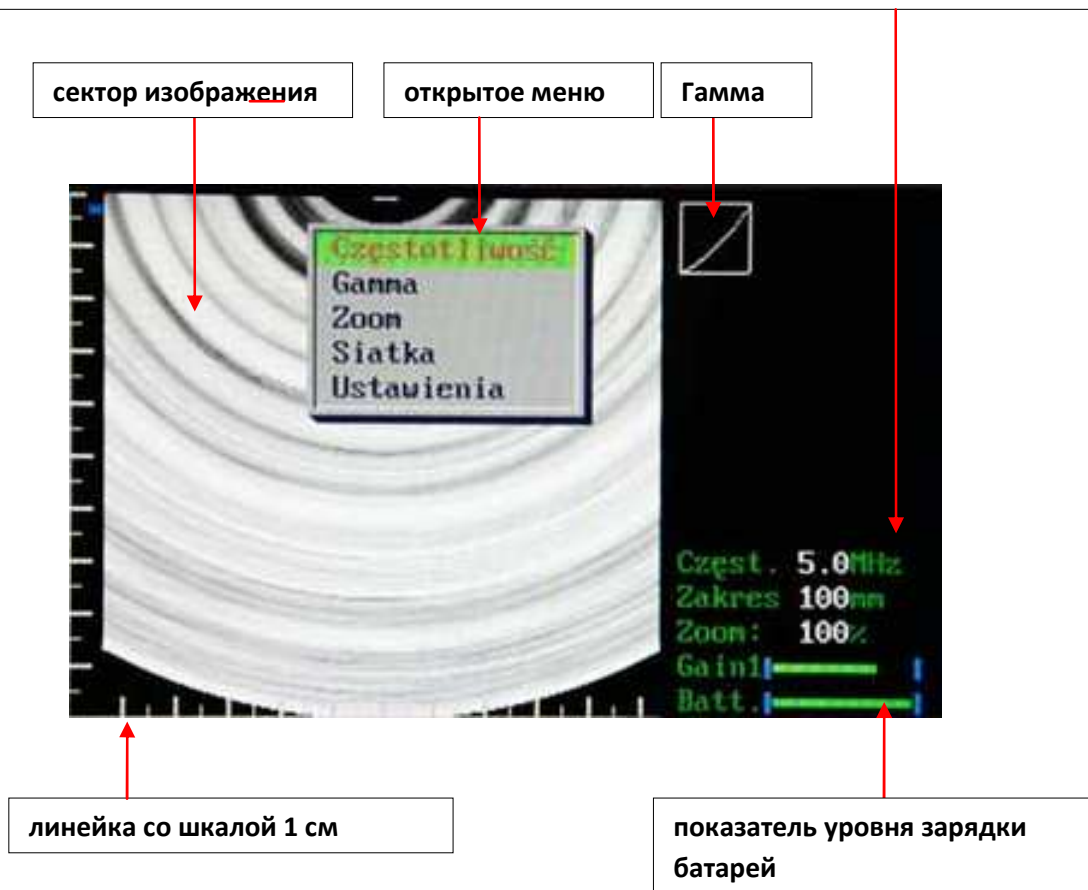 сектор изображения
открытое меню
Гамма
Częstotliwość
Gamma
Zoom
Siatka
Ustawienia
Częst. 5.0MHz
Zakres 100mm
Zoom: 100%
Gain1
Batt.
линейка со шкалой 1 см
показатель уровня зарядки
батарей